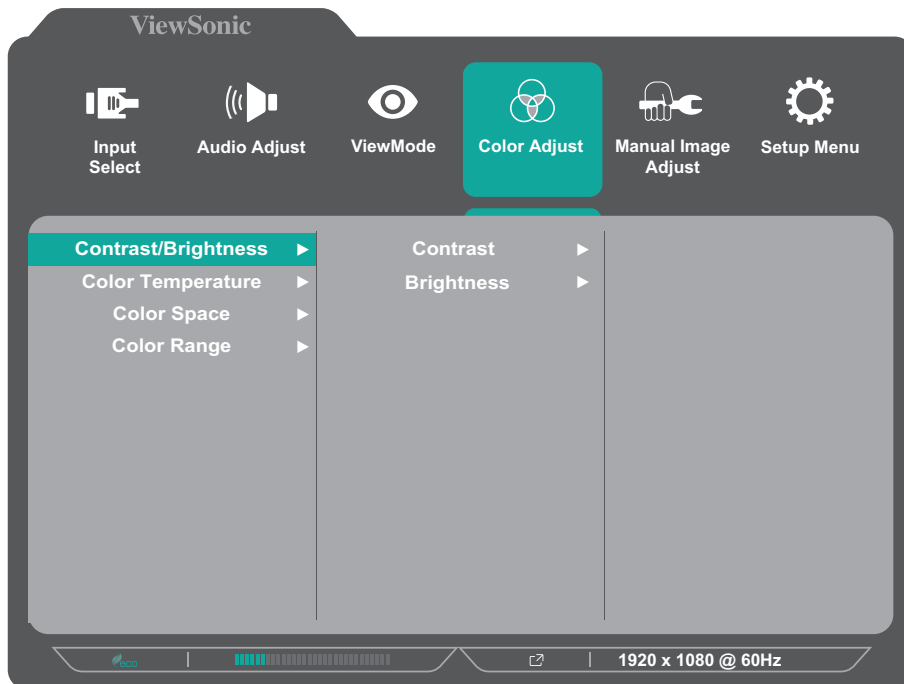 ViewSonic
Input
Select
Audio Adjust
ViewMode
Color Adjust
Manual Image
Adjust
Setup Menu
Contrast/Brightness
Color Temperature
Color Space
Color Range
Contrast
Brightness
eco
1920 x 1080 @ 60Hz